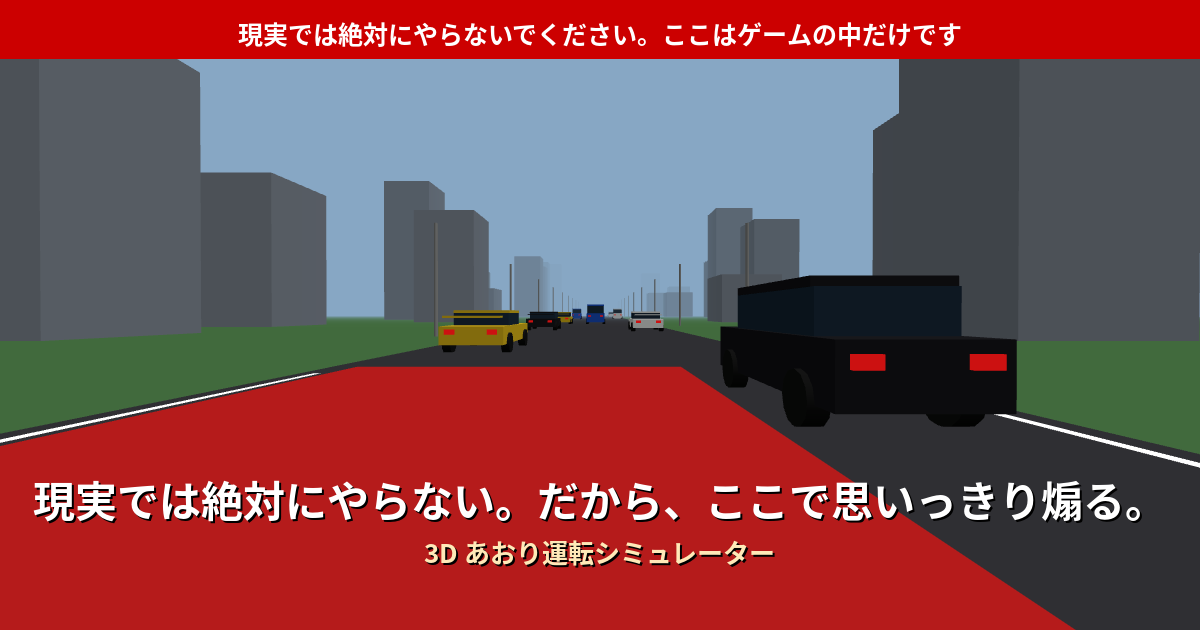 現実では絶対にやらないでください。ここはゲームの中だけです
現実では絶対にやらない。だから、ここで思いっきり煽る。
3D あおり運転シミュレーター